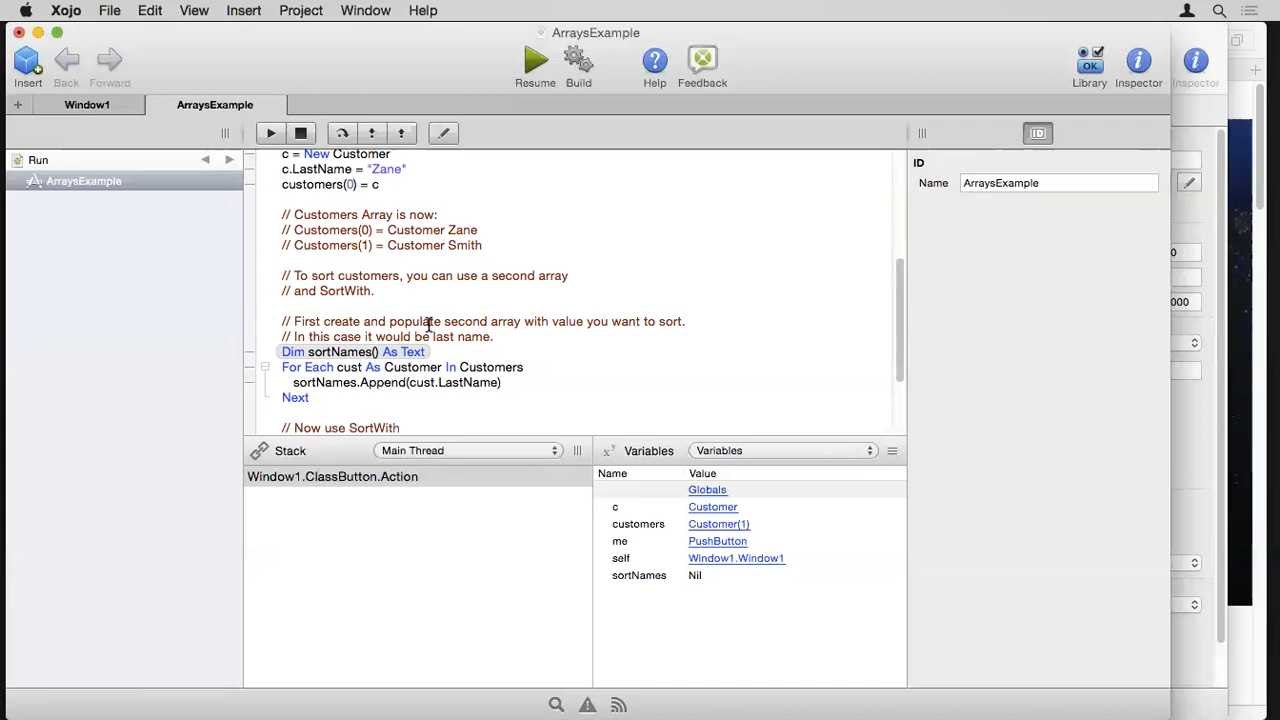 Xojo File Edit View Insert Project Window Help
ArraysExample
Insert Back Forward Resume Build Help Feedback OK Library Inspector Inspector
Window1 ArraysExample
Run
ArraysExample
c = New Customer
c.LastName = "Zane"
customers(0) = c
// Customers Array is now:
// Customers(0) = Customer Zane
// Customers(1) = Customer Smith
// To sort customers, you can use a second array
// and SortWith.
// First create and populate second array with value you want to sort.
// In this case it would be last name.
Dim sortNames() As Text
For Each cust As Customer In Customers
sortNames.Append(cust.LastName)
Next
// Now use SortWith
ID
ID
Name ArraysExample
0
000
Stack Main Thread
Window1.ClassButton.Action
Variables Variables
Name Value
Globals
c Customer
customers Customer(1)
me PushButton
self Window1.Window1
sortNames Nil